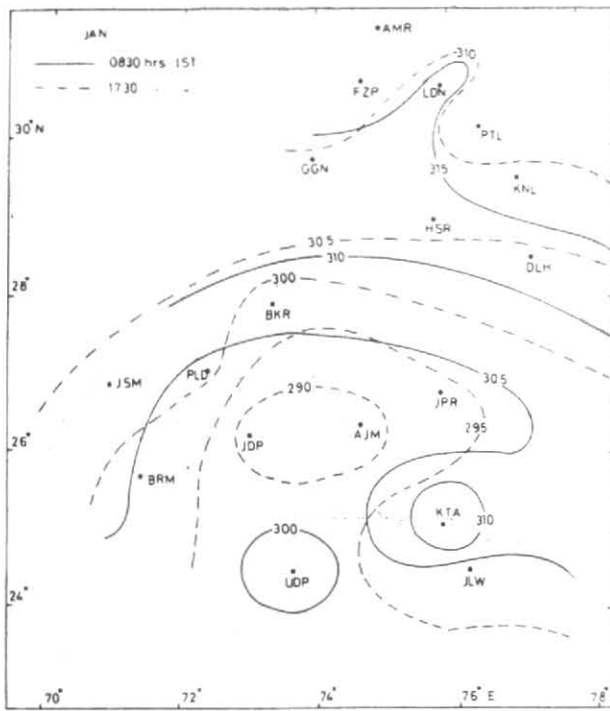 JAN
AMR
0830 hrs IST
310
1730
FZP
LDN
30° N
PTL
GGN
315
KNL
HSR
305
310
DLH
28°
300
BKR
PLD
305
JSM
290
JPR
26°
JDP
AJM
295
BRM
KTA
310
300
UDP
JLW
24°
70°
72°
74°
76° E
78°